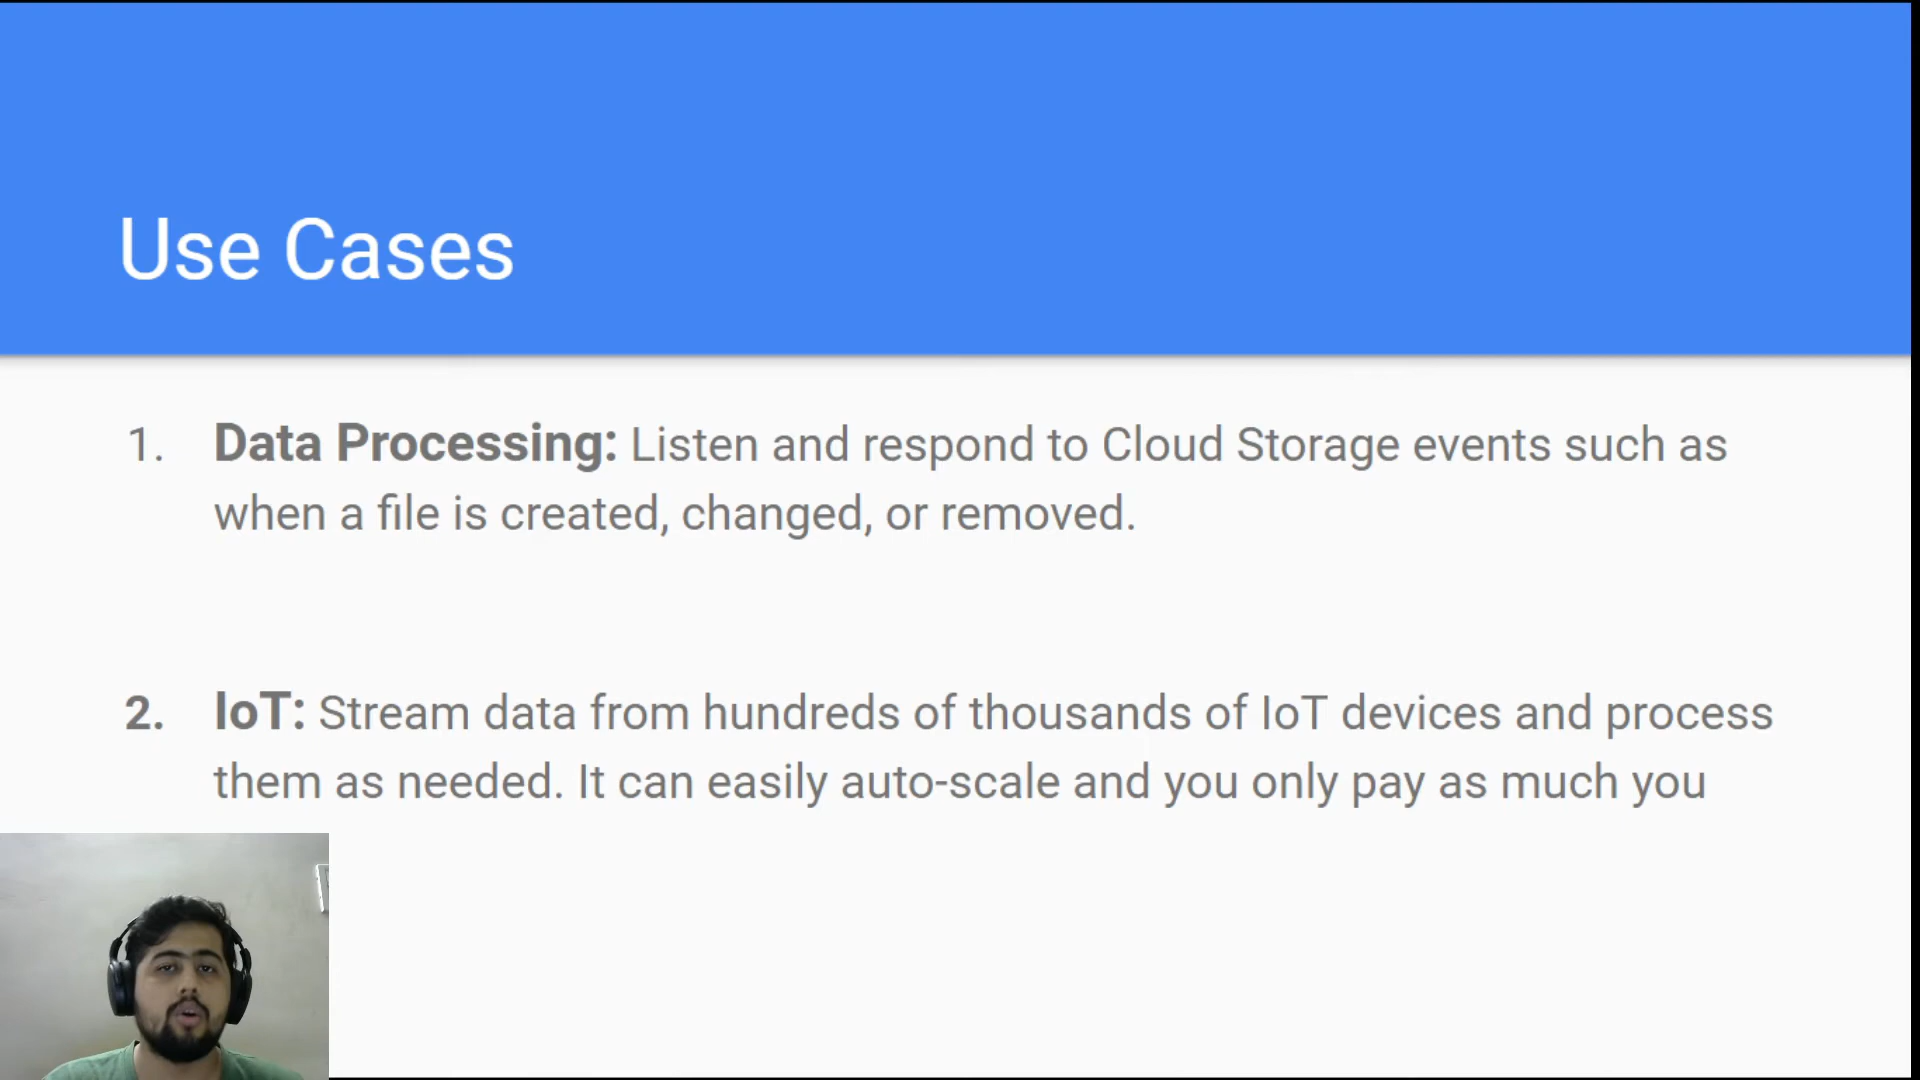 Use Cases
1. Data Processing: Listen and respond to Cloud Storage events such as
when a file is created, changed, or removed.
2. IoT: Stream data from hundreds of thousands of IoT devices and process
them as needed. It can easily auto-scale and you only pay as much you